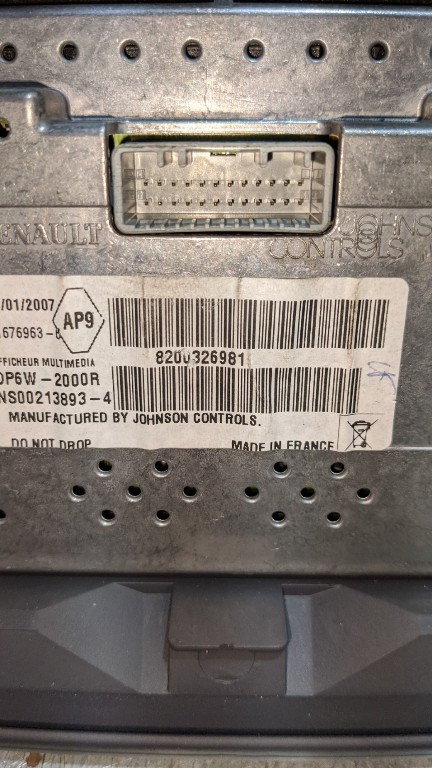 RENAULT
JOHNSON
CONTROLS
/01/2007
AP9
676963-
8200326981
FFICHEUR MULTIMEDIA
DP6W-2000R
NS00213893-4
MANUFACTURED BY JOHNSON CONTROLS.
DO NOT DROP
MADE IN FRANCE